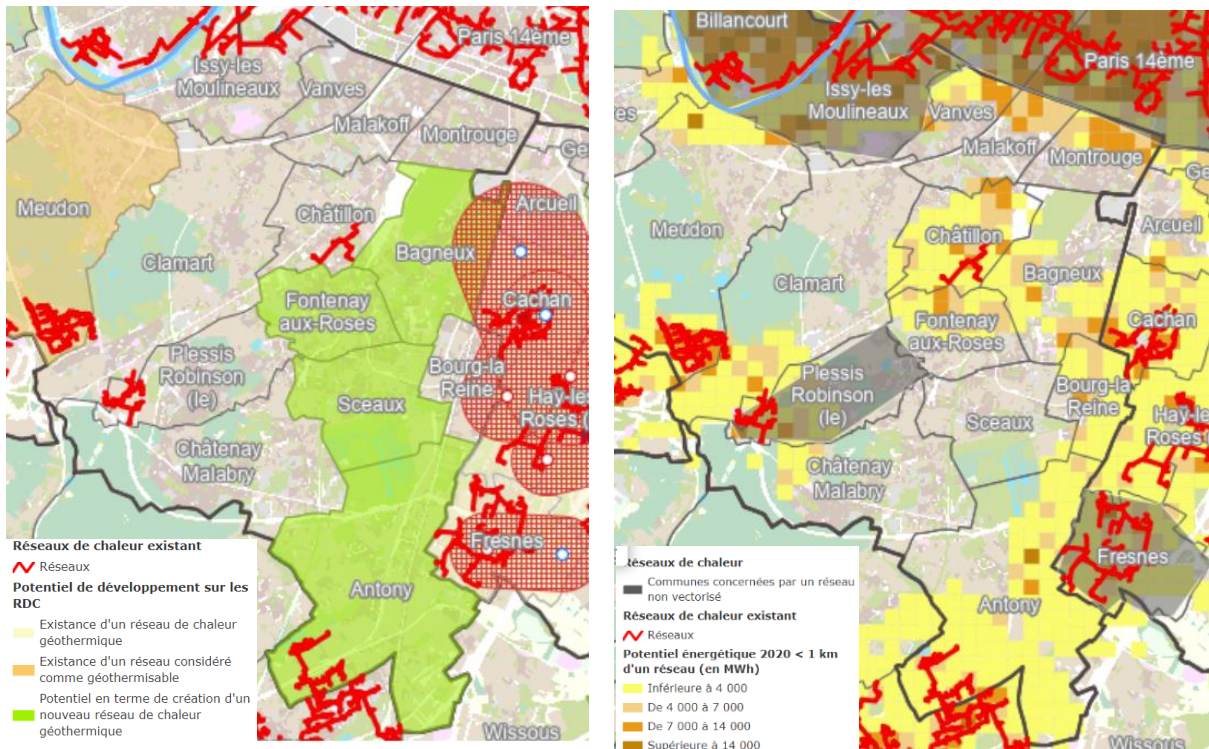 Paris 14ème
Issy-les
Moulineaux
Vanves
Malakoff
Montrouge
Ge
Meudon
Châtillon
Arcueil
Bagneux
Clamart
Cachan
Fontenay
aux-Roses
Plessis
Robinson
(le)
Bourg-la
Reine
Haÿ-les
Roses (
Sceaux
Châtenay
Malabry
Fresnes
Antony
Wissous
Réseaux de chaleur existant
Réseaux
Potentiel de développement sur les
RDC
Existence d'un réseau de chaleur
géothermique
Existence d'un réseau considéré
comme géothermisable
Potentiel en terme de création d'un
nouveau réseau de chaleur
géothermique
Billancourt
Paris 14ème
Issy-les
Moulineaux
res
Vanves
Malakoff
Montrouge
Ge
Meudon
Châtillon
Arcueil
Bagneux
Clamart
Cachan
Fontenay
aux-Roses
Plessis
Robinson
(le)
Bourg-la
Reine
Haÿ-les
Roses
Sceaux
Châtenay
Malabry
Fresnes
Antony
Wissous
Réseaux de chaleur
Communes concernées par un réseau
non vectorisé
Réseaux de chaleur existant
Réseaux
Potentiel énergétique 2020 < 1 km
d'un réseau (en MWh)
Inférieure à 4 000
De 4 000 à 7 000
De 7 000 à 14 000
Supérieure à 14 000